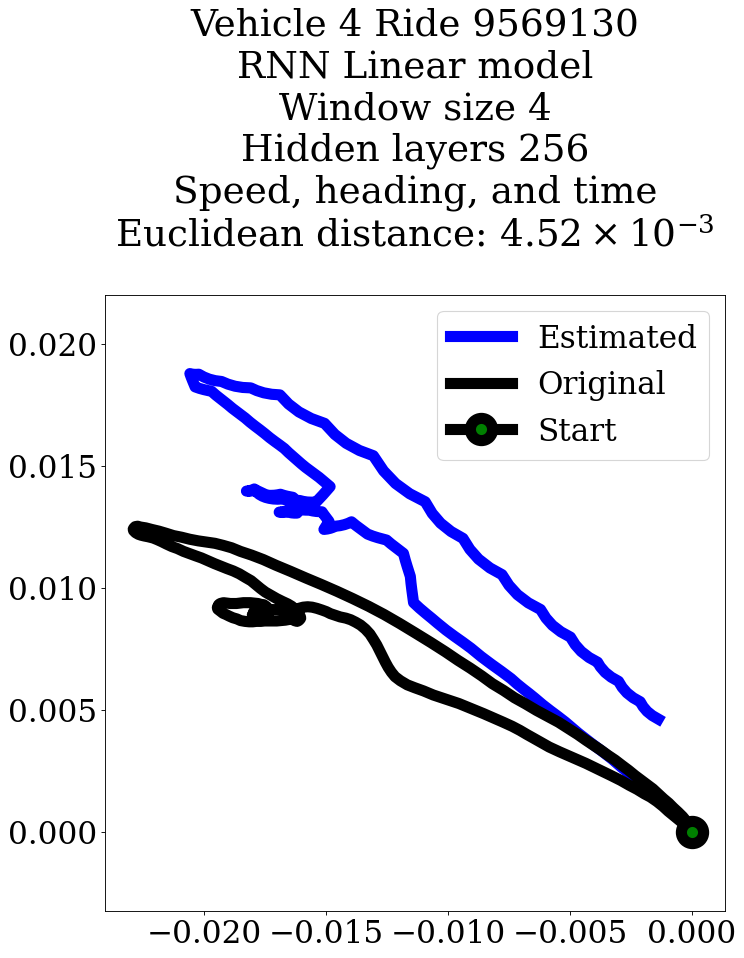 Vehicle 4 Ride 9569130
RNN Linear model
Window size 4
Hidden layers 256
Speed, heading, and time
Euclidean distance: 4.52 × 10⁻³
Estimated
Original
Start
0.020
0.015
0.010
0.005
0.000
−0.020 −0.015 −0.010 −0.005 0.000